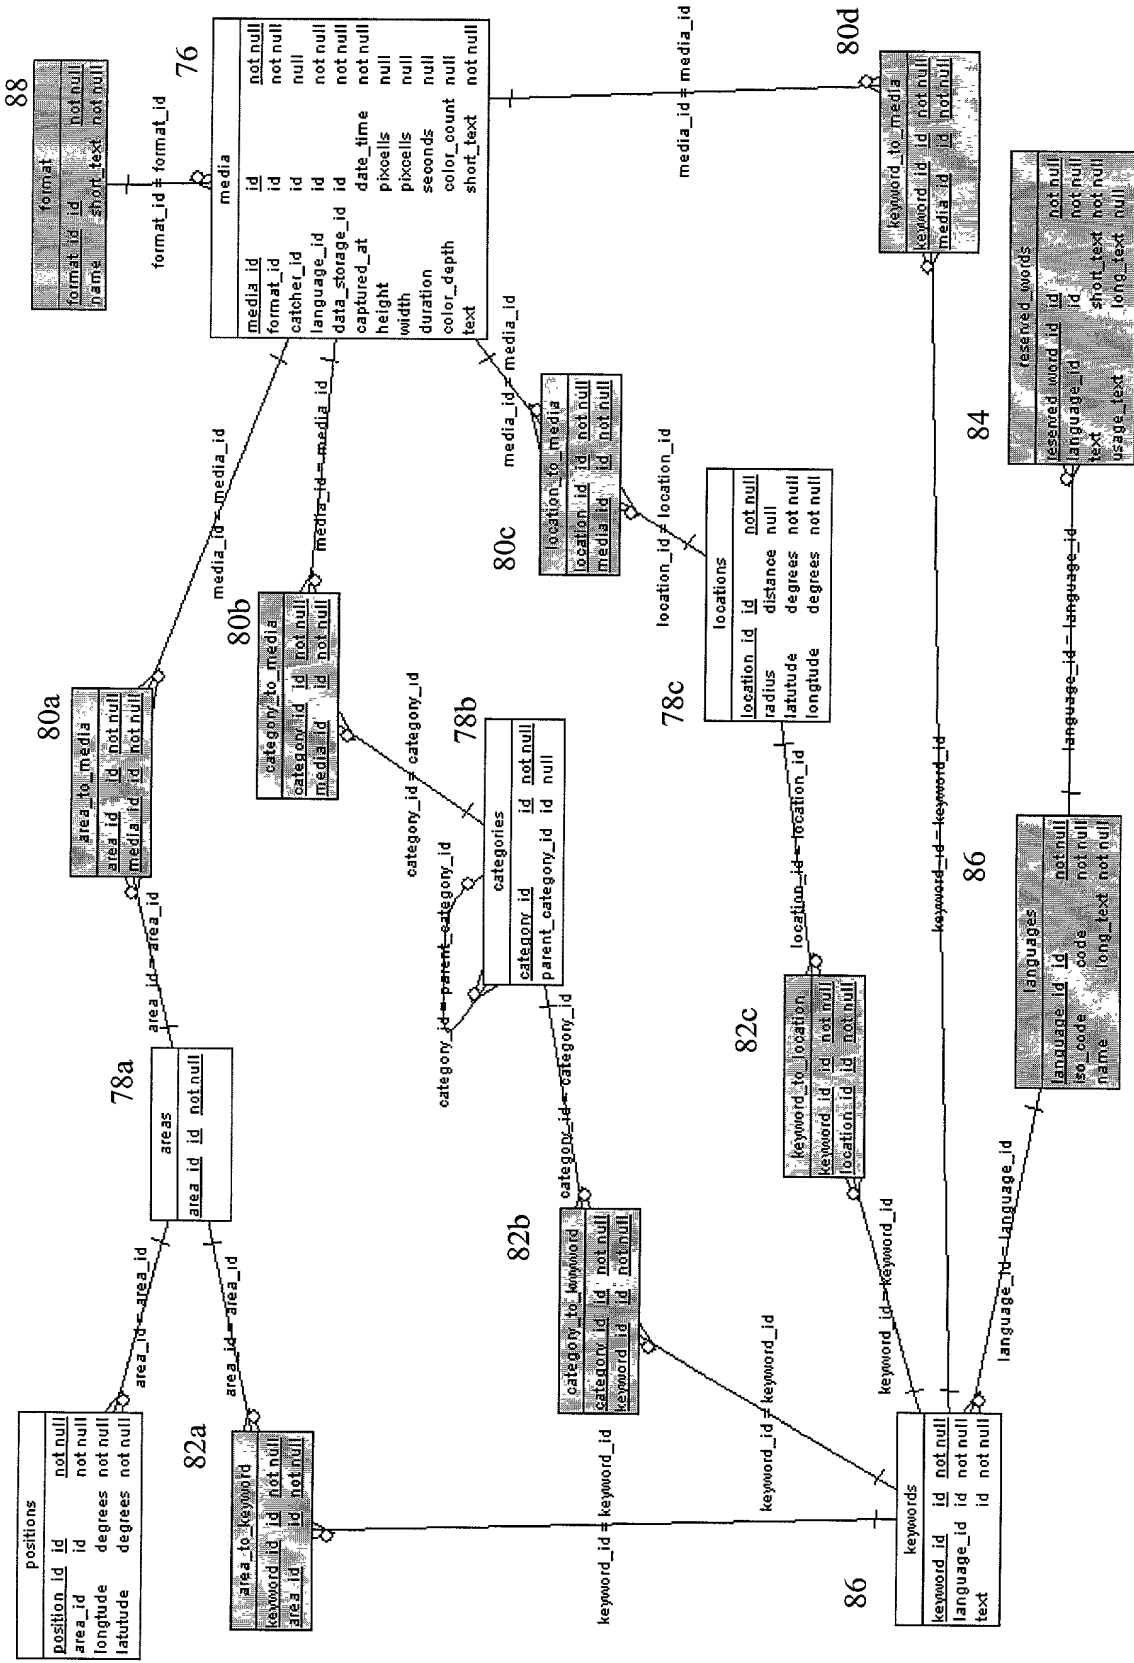 positions
position_id id not null
area_id id not null
longtude degrees not null
latutude degrees not null
area_id = area_id
areas
area_id id not null
78a
area_id = area_id
area_id = area_id
82a
area_to_keyword
keyword_id id not null
area_id id not null
keyword_id = keyword_id
80a
area_to_media
area_id id not null
media_id id not null
media_id = media_id
88
format
format_id id not null
name short_text not null
format_id = format_id
76
media
media_id id not null
format_id id not null
catcher_id id null
language_id id not null
data_storage_id id not null
captured_at date_time not null
height pixcells null
width pixcells null
duration seconds null
color_depth color_count null
text short_text not null
80b
category_to_media
category_id id not null
media_id id not null
media_id = media_id
category_id = category_id
category_id = parent_category_id
78b
categories
category_id id not null
parent_category_id id null
category_id = category_id
82b
category_to_keyword
category_id id not null
keyword_id id not null
keyword_id = keyword_id
media_id = media_id
80c
location_to_media
location_id id not null
media_id id not null
location_id = location_id
78c
locations
location_id id not null
radius distance null
latutude degrees not null
longtude degrees not null
location_id = location_id
82c
keyword_to_location
keyword_id id not null
location_id id not null
keyword_id = keyword_id
media_id = media_id
80d
keyword_to_media
keyword_id id not null
media_id id not null
keyword_id = keyword_id
86
keywords
keyword_id id not null
language_id id not null
text id not null
language_id = language_id
86
languages
language_id id not null
iso_code code not null
name long_text not null
language_id = language_id
84
reserved_words
reserved_word_id id not null
language_id id not null
text short_text not null
usage_text long_text null